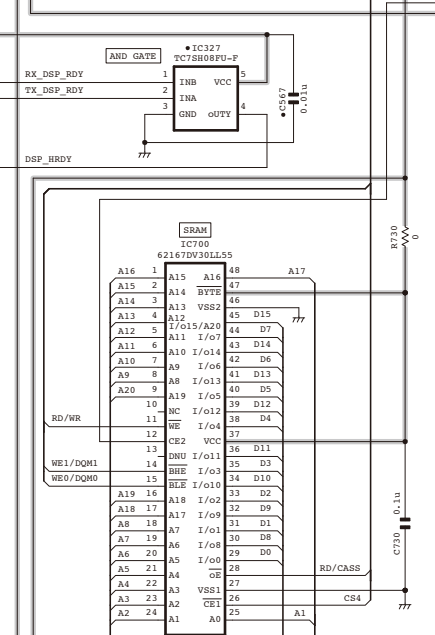 AND GATE
•IC327
TC7SH08FU-F
RX_DSP_RDY 1 INB VCC 5
TX_DSP_RDY 2 INA
3 GND oUTY 4
•C567 0.01u
DSP_HRDY
SRAM
IC700
62167DV30LL55
R730 0
A16 1 A15 A16 48 A17
A15 2 A14 BYTE 47
A14 3 A13 VSS2 46
A13 4 A12 I/o15/A20 45 D15
A12 5 A11 I/o7 44 D7
A11 6 A10 I/o14 43 D14
A10 7 A9 I/o6 42 D6
A9 8 A8 I/o13 41 D13
A20 9 A19 I/o5 40 D5
10 NC I/o12 39 D12
RD/WR 11 WE I/o4 38 D4
12 CE2 VCC 37
13 DNU I/o11 36 D11
WE1/DQM1 14 BHE I/o3 35 D3
WE0/DQM0 15 BLE I/o10 34 D10
A19 16 A18 I/o2 33 D2
A18 17 A17 I/o9 32 D9
A8 18 A7 I/o1 31 D1
A7 19 A6 I/o8 30 D8
A6 20 A5 I/o0 29 D0
A5 21 A4 oE 28 RD/CASS
A4 22 A3 VSS1 27
A3 23 A2 CE1 26 CS4
A2 24 A1 A0 25 A1
C730 0.1u